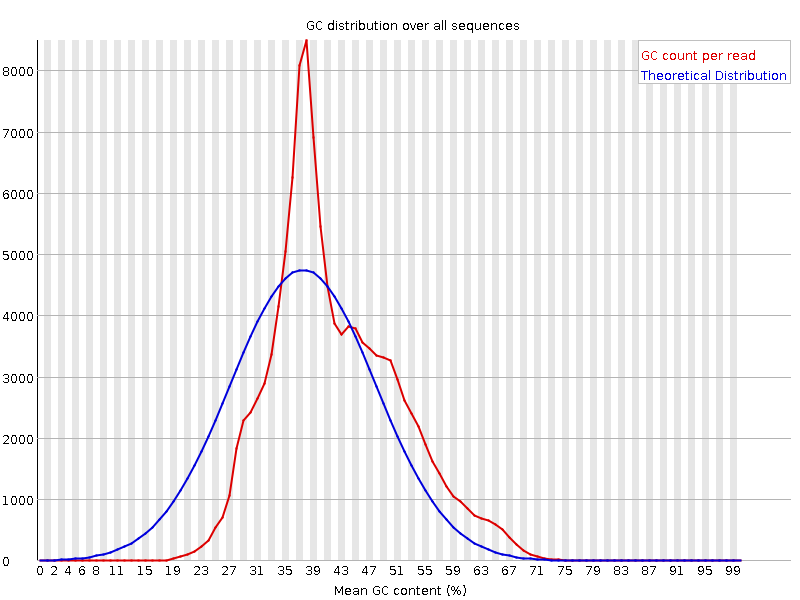 GC distribution over all sequences
GC count per read
Theoretical Distribution
8000
7000
6000
5000
4000
3000
2000
1000
0
0 2 4 6 8 11 15 19 23 27 31 35 39 43 47 51 55 59 63 67 71 75 79 83 87 91 95 99
Mean GC content (%)